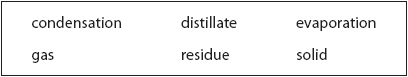 condensation distillate evaporation
gas residue solid